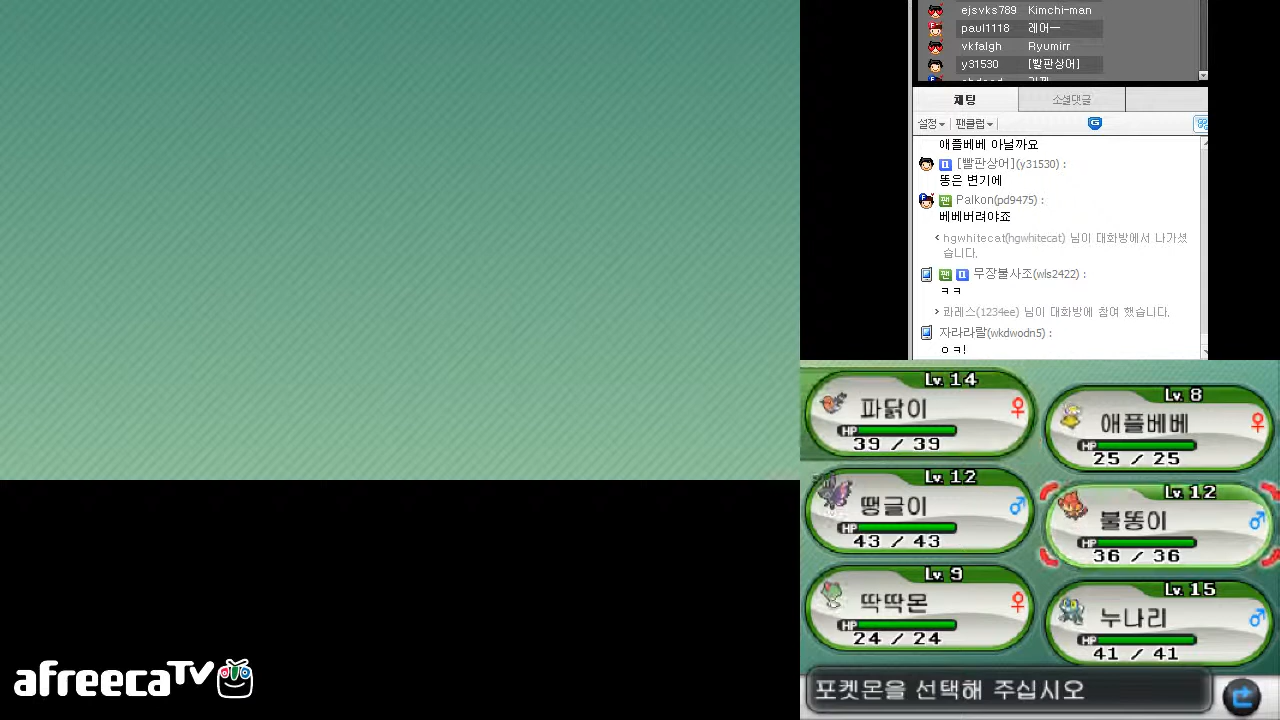 ejsvks789 Kimchi-man
paul1118 레어ㅡ
vkfalgh Ryumirr
y31530 [빨판상어]
채팅 소셜댓글
설정 팬클럽
애플베베 아닐까요
[빨판상어](y31530) :
똥은 변기에
팬 Palkon(pd9475) :
베베버려야죠
hgwhitecat(hgwhitecat) 님이 대화방에서 나가셨
습니다.
팬 무장불사조(wls2422) :
ㅋㅋ
콰레스(1234ee) 님이 대화방에 참여 했습니다.
자라라랄(wkdwodn5) :
ㅇㅋ!
Lv. 14
파닭이 ♀
HP
39 / 39
Lv. 8
애플베베 ♀
HP
25 / 25
Lv. 12
땡글이 ♂
HP
43 / 43
Lv. 12
불똥이 ♂
HP
36 / 36
Lv. 9
딱딱몬 ♀
HP
24 / 24
Lv. 15
누나리 ♂
HP
41 / 41
포켓몬을 선택해 주십시오
afreecaTV